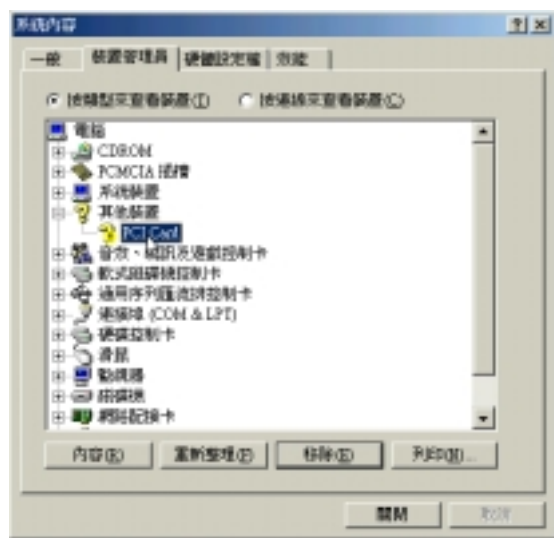 系統內容
一般
裝置管理員
硬體設定檔
效能
按類型來查看裝置(T)
按連線來查看裝置(C)
電腦
CDROM
PCMCIA 插槽
系統裝置
其他裝置
PCI Card
音效、視訊及遊戲控制卡
軟式磁碟機控制卡
通用序列匯流排控制卡
連接埠 (COM & LPT)
硬碟控制卡
滑鼠
監視器
磁碟機
網路配接卡
內容(R)
重新整理(F)
移除(E)
列印(N)...
關閉
取消